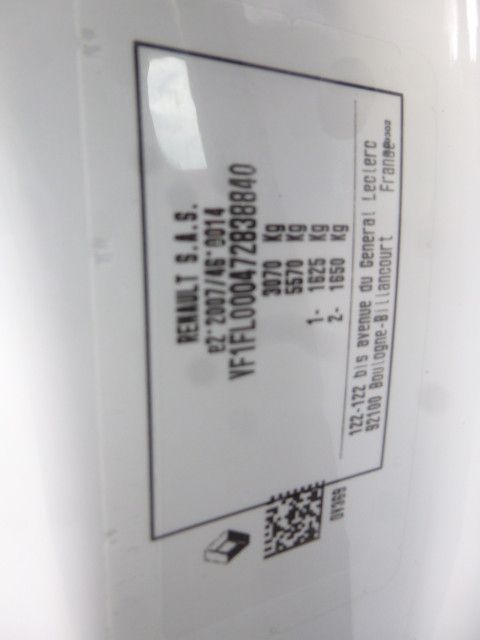 RENAULT S.A.S.
e2*2007/46*0014
VF1FL000472838840
3070 Kg
5570 Kg
1- 1625 Kg
2- 1650 Kg
122-122 bis avenue du General Leclerc
92100 Boulogne-Billancourt France
DV369